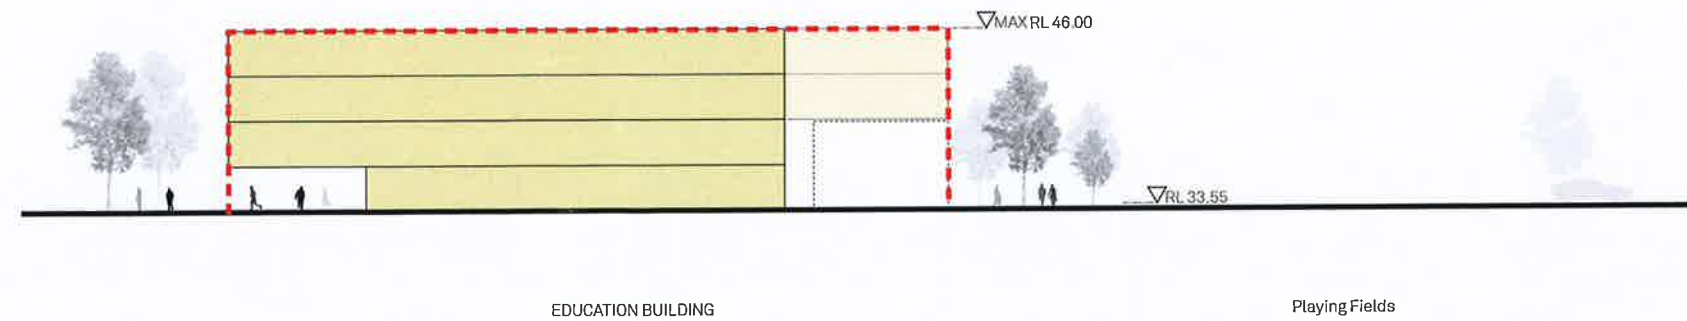 MAX RL 46.00
RL 33.55
EDUCATION BUILDING
Playing Fields